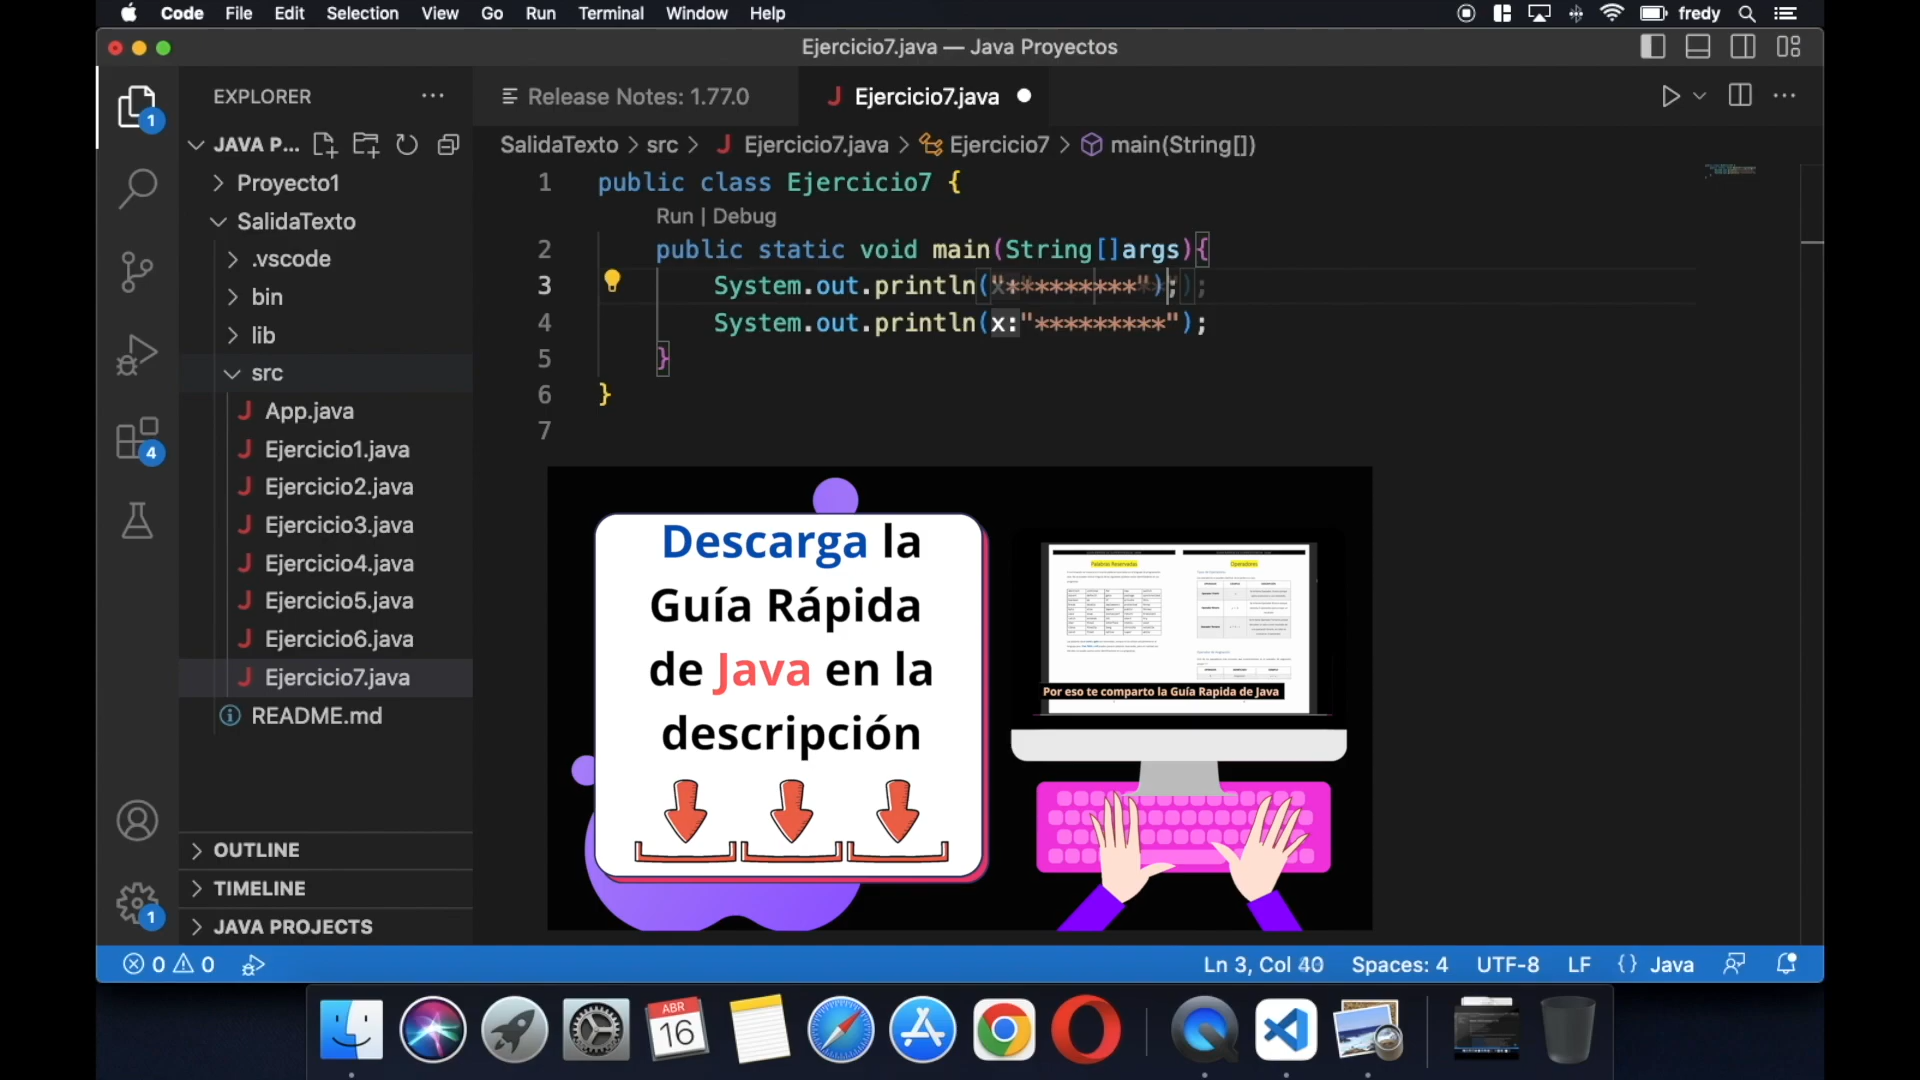 Code File Edit Selection View Go Run Terminal Window Help fredy
Ejercicio7.java — Java Proyectos
EXPLORER
Release Notes: 1.77.0
Ejercicio7.java
JAVA P...
SalidaTexto > src > Ejercicio7.java > Ejercicio7 > main(String[])
Proyecto1
SalidaTexto
.vscode
bin
lib
src
App.java
Ejercicio1.java
Ejercicio2.java
Ejercicio3.java
Ejercicio4.java
Ejercicio5.java
Ejercicio6.java
Ejercicio7.java
README.md
OUTLINE
TIMELINE
JAVA PROJECTS
1 public class Ejercicio7 {
Run | Debug
2 public static void main(String[]args){
3 System.out.println("*********");
4 System.out.println(x:"*********");
5 }
6 }
7
Descarga la
Guía Rápida
de Java en la
descripción
Palabras Reservadas
Operadores
Por eso te comparto la Guía Rapida de Java
1
4
1
0 0
Ln 3, Col 40 Spaces: 4 UTF-8 LF {} Java
ABR
16